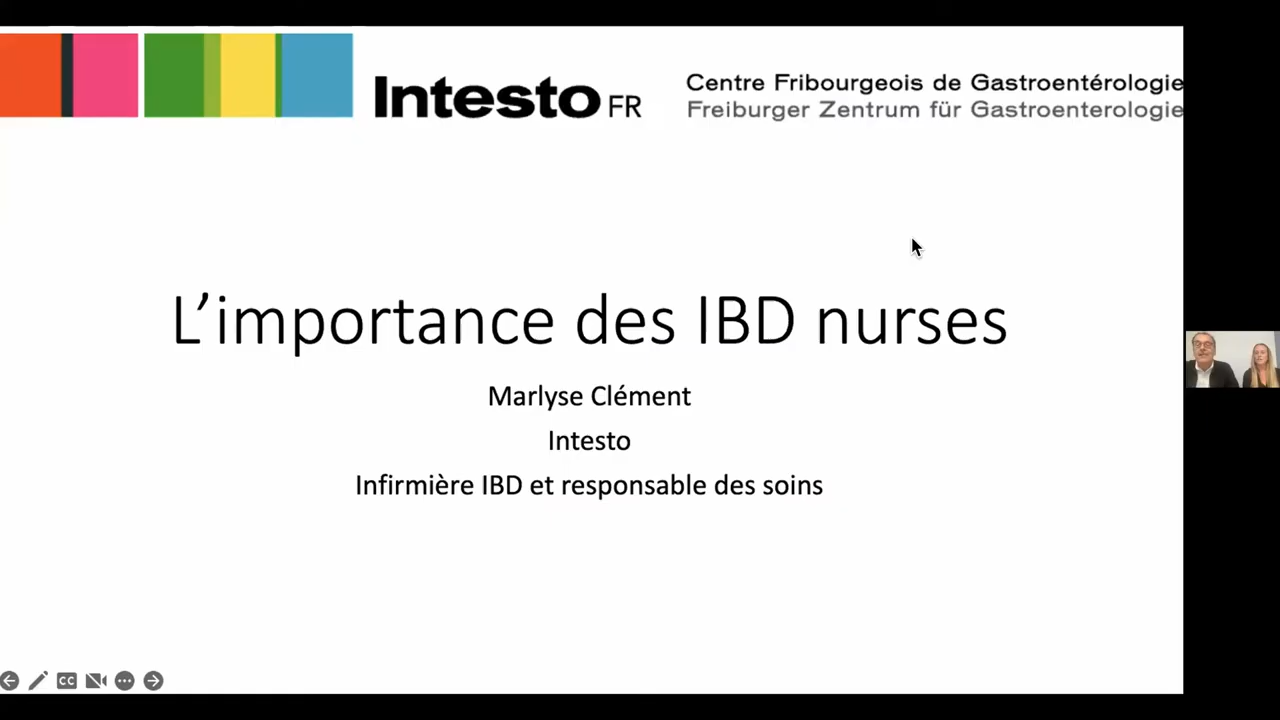 Intesto FR
Centre Fribourgeois de Gastroentérologie
Freiburger Zentrum für Gastroenterologie
L’importance des IBD nurses
Marlyse Clément
Intesto
Infirmière IBD et responsable des soins
CC